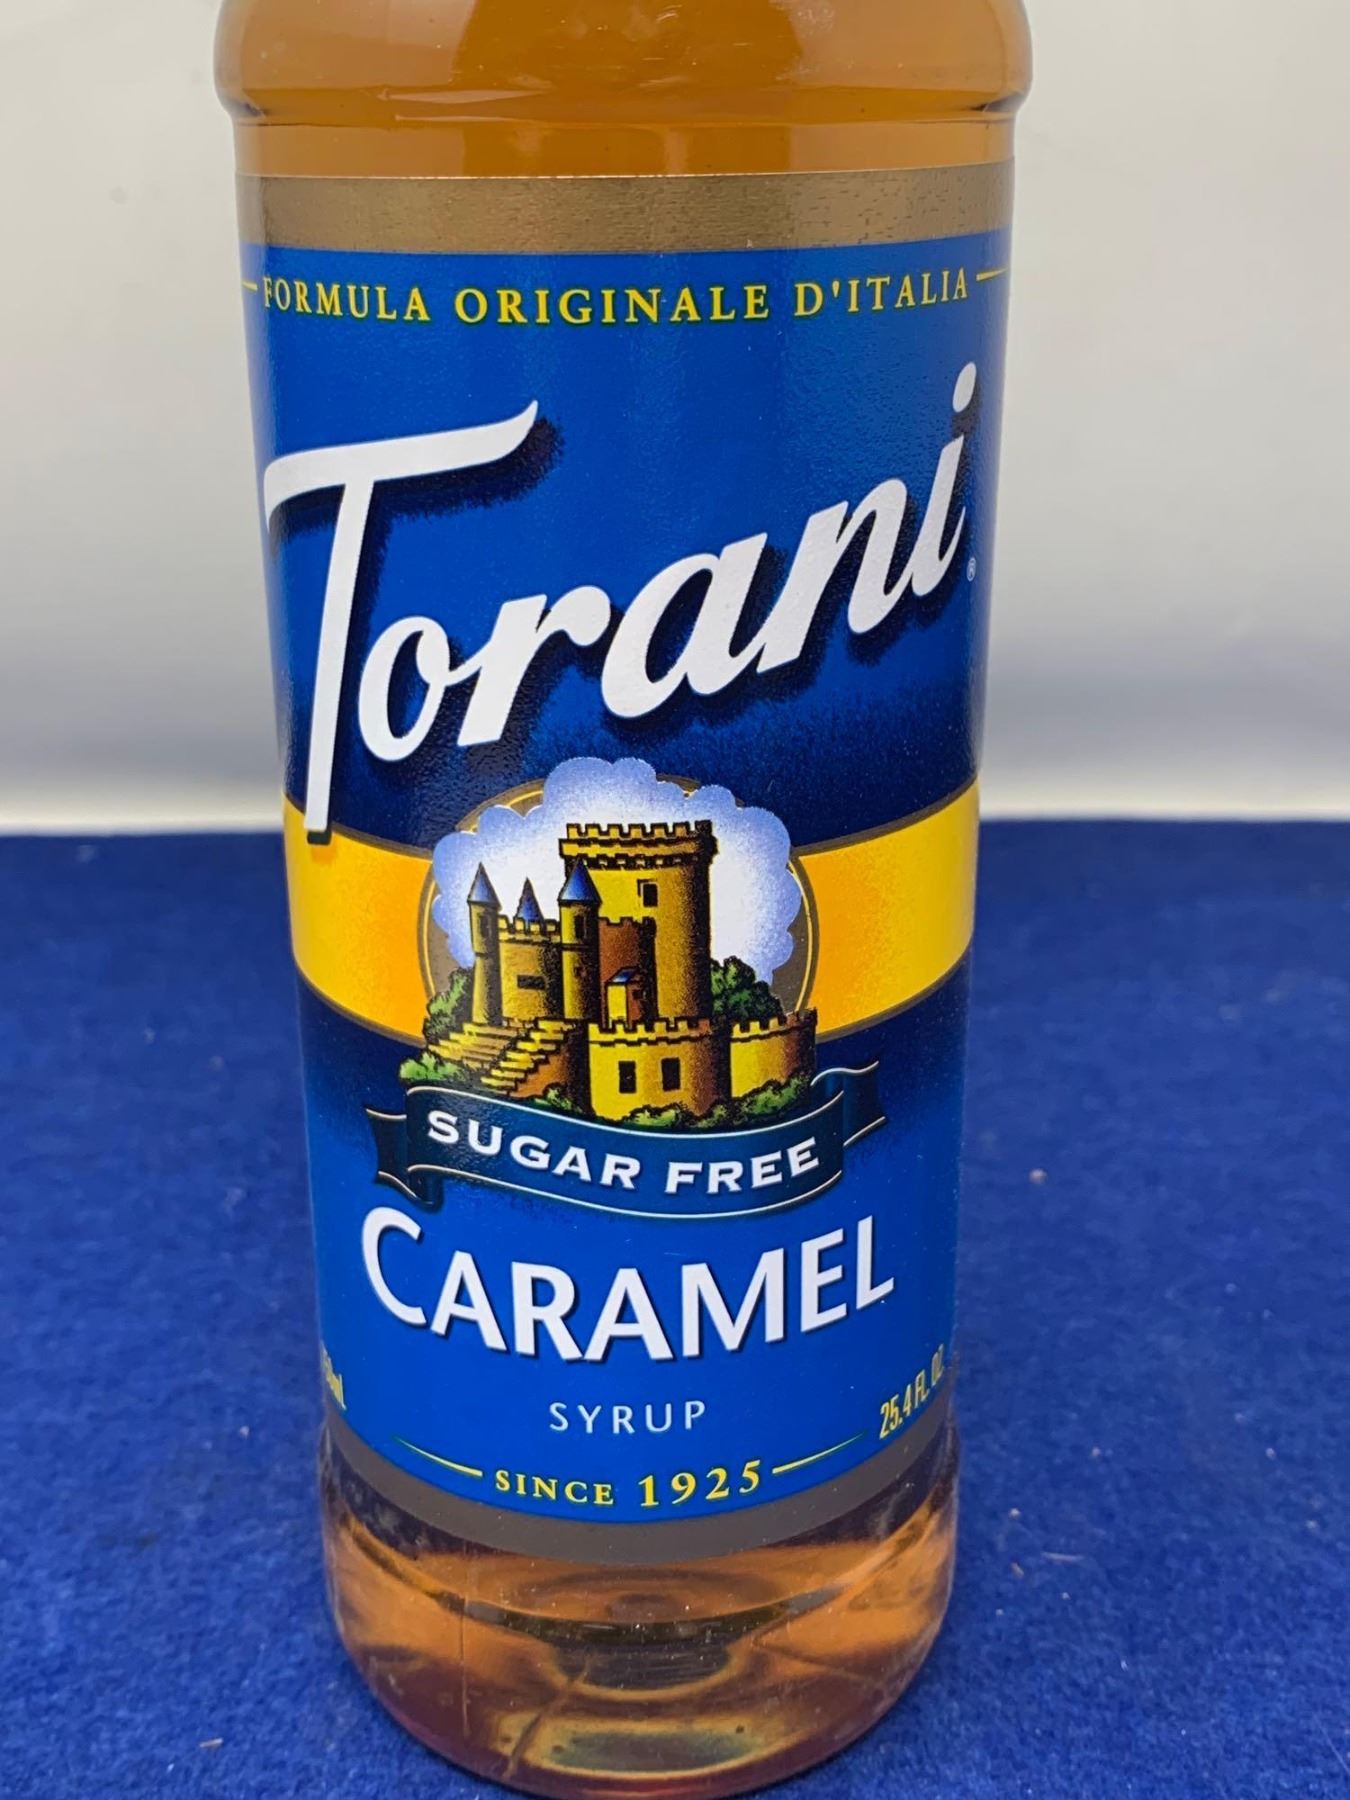 FORMULA ORIGINALE D'ITALIA
Torani®
SUGAR FREE
CARAMEL
SYRUP
25.4 FL. OZ.
SINCE 1925